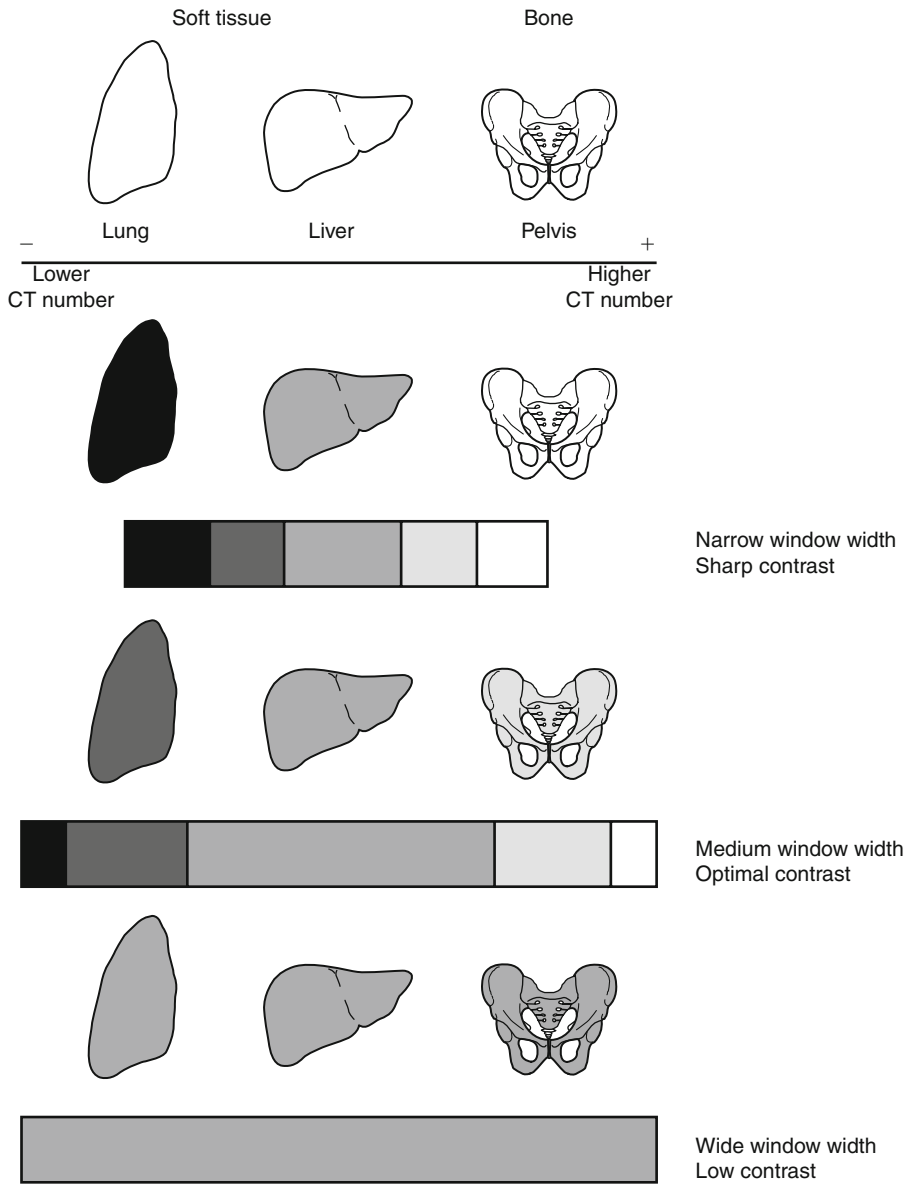 Soft tissue
Bone
Lung
Liver
Pelvis
−
+
Lower
CT number
Higher
CT number
Narrow window width
Sharp contrast
Medium window width
Optimal contrast
Wide window width
Low contrast